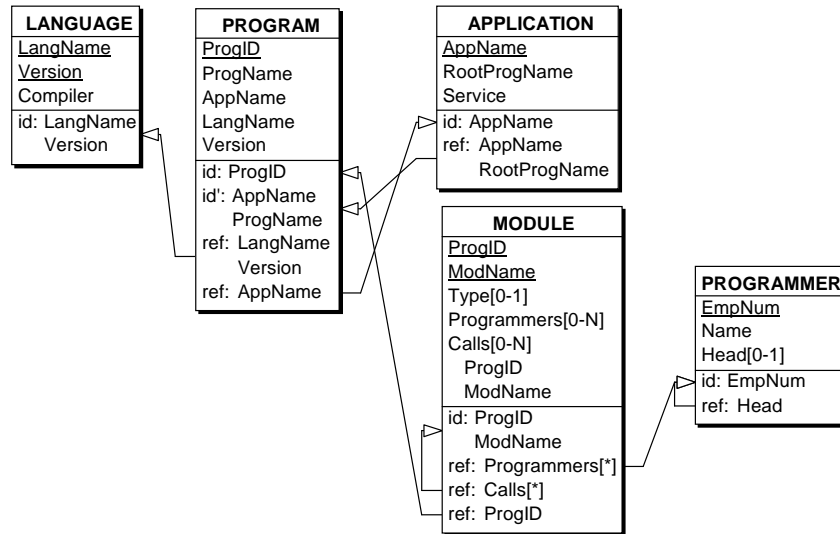 LANGUAGE
LangName
Version
Compiler
id: LangName
Version
PROGRAM
ProgID
ProgName
AppName
LangName
Version
id: ProgID
id': AppName
ProgName
ref: LangName
Version
ref: AppName
APPLICATION
AppName
RootProgName
Service
id: AppName
ref: AppName
RootProgName
MODULE
ProgID
ModName
Type[0-1]
Programmers[0-N]
Calls[0-N]
ProgID
ModName
id: ProgID
ModName
ref: Programmers[*]
ref: Calls[*]
ref: ProgID
PROGRAMMER
EmpNum
Name
Head[0-1]
id: EmpNum
ref: Head